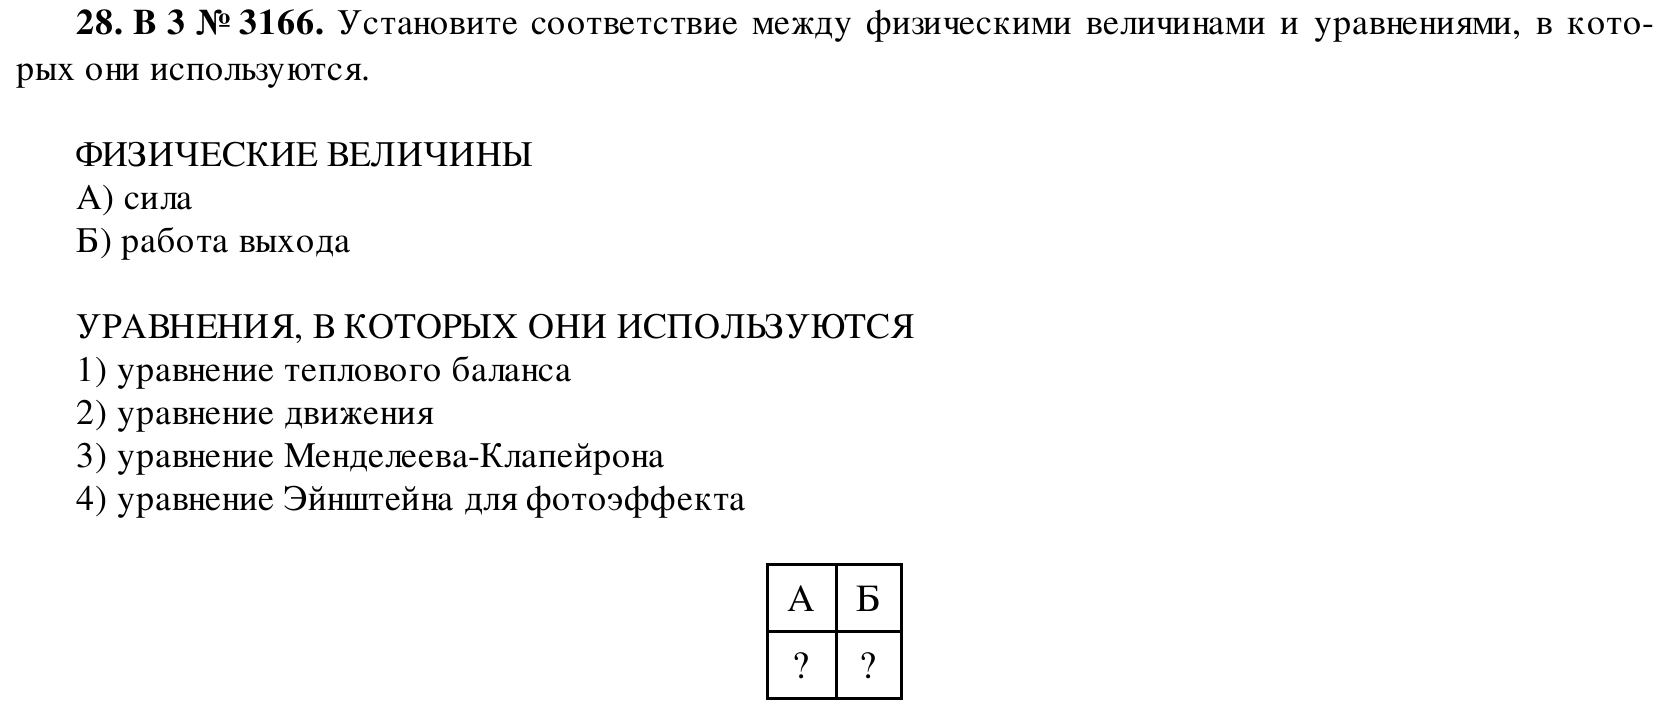 28. В 3 № 3166. Установите соответствие между физическими величинами и уравнениями, в кото-
рых они используются.
ФИЗИЧЕСКИЕ ВЕЛИЧИНЫ
А) сила
Б) работа выхода
УРАВНЕНИЯ, В КОТОРЫХ ОНИ ИСПОЛЬЗУЮТСЯ
1) уравнение теплового баланса
2) уравнение движения
3) уравнение Менделеева-Клапейрона
4) уравнение Эйнштейна для фотоэффекта
А Б
? ?